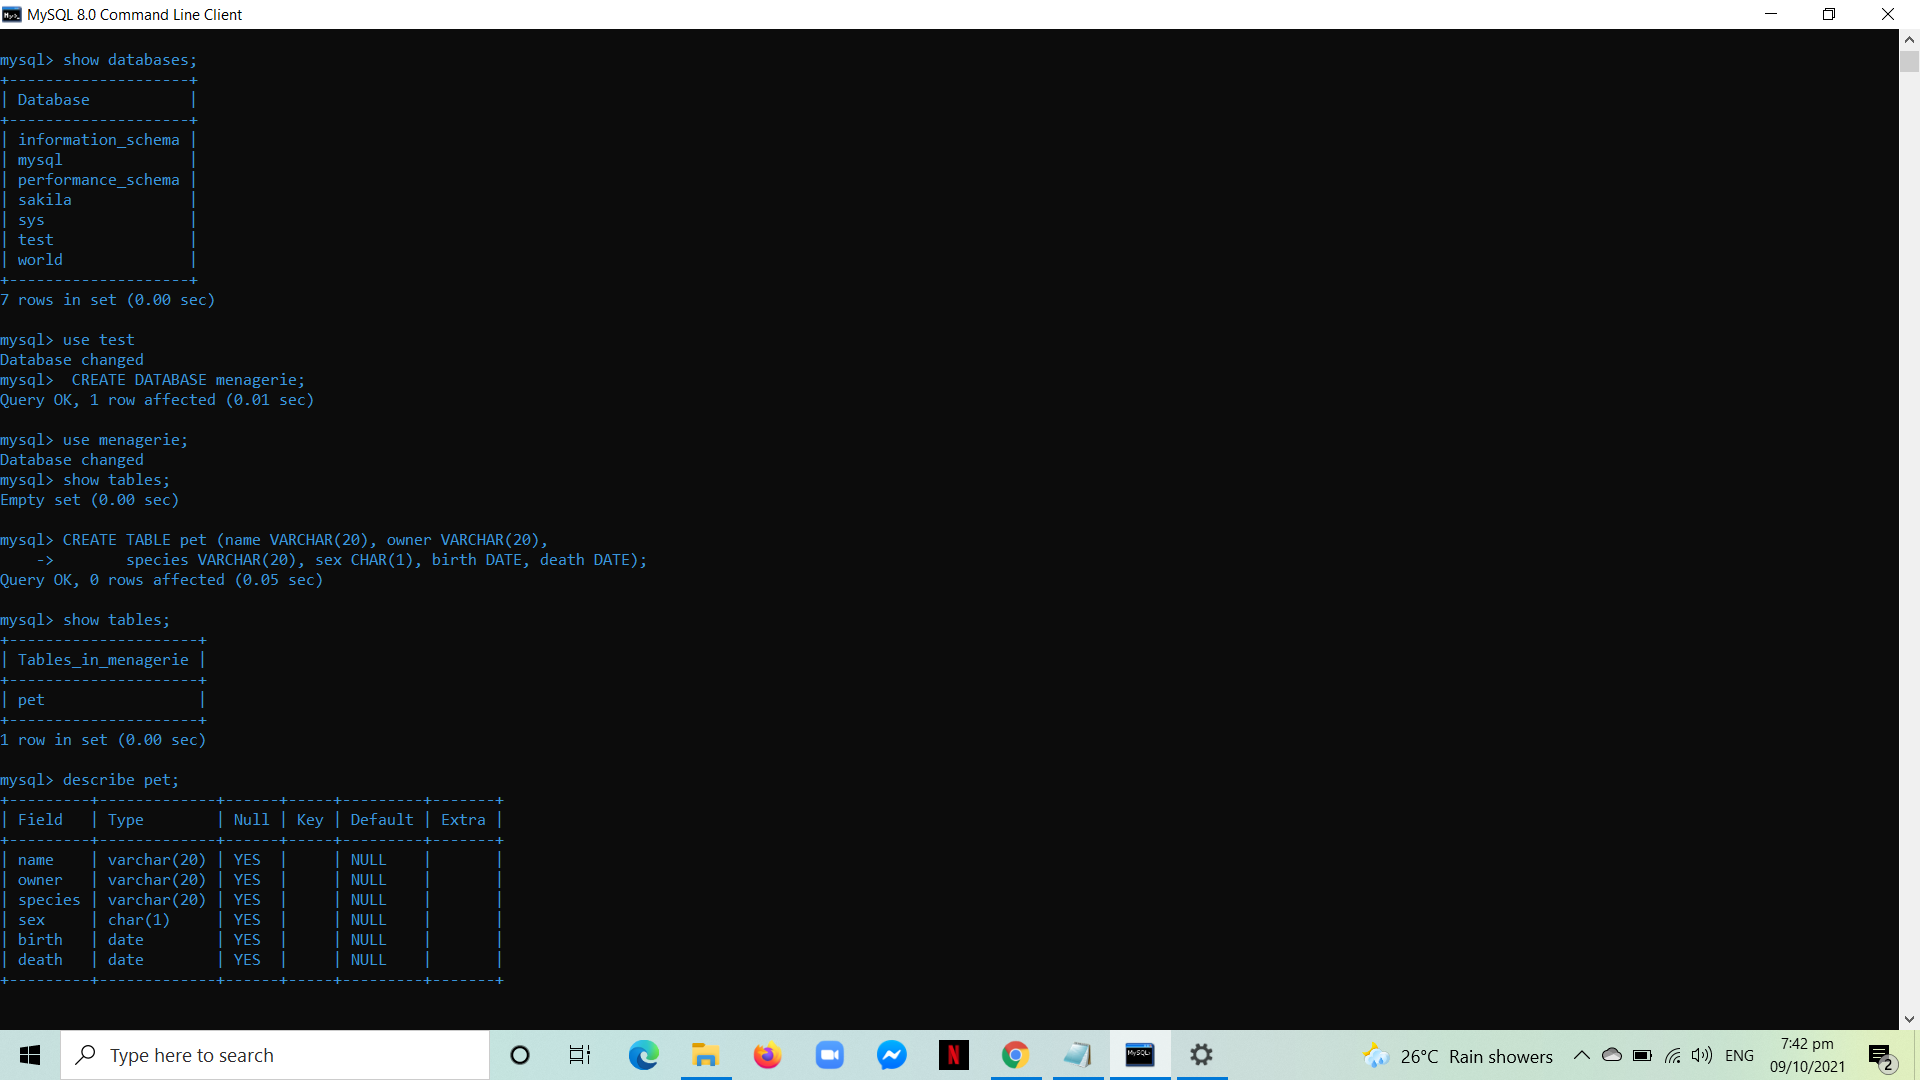 MySQL 8.0 Command Line Client
mysql> show databases;
+--------------------+
| Database           |
+--------------------+
| information_schema |
| mysql              |
| performance_schema |
| sakila             |
| sys                |
| test               |
| world              |
+--------------------+
7 rows in set (0.00 sec)
mysql> use test
Database changed
mysql>  CREATE DATABASE menagerie;
Query OK, 1 row affected (0.01 sec)
mysql> use menagerie;
Database changed
mysql> show tables;
Empty set (0.00 sec)
mysql> CREATE TABLE pet (name VARCHAR(20), owner VARCHAR(20),
    ->        species VARCHAR(20), sex CHAR(1), birth DATE, death DATE);
Query OK, 0 rows affected (0.05 sec)
mysql> show tables;
+---------------------+
| Tables_in_menagerie |
+---------------------+
| pet                 |
+---------------------+
1 row in set (0.00 sec)
mysql> describe pet;
+---------+-------------+------+-----+---------+-------+
| Field   | Type        | Null | Key | Default | Extra |
+---------+-------------+------+-----+---------+-------+
| name    | varchar(20) | YES  |     | NULL    |       |
| owner   | varchar(20) | YES  |     | NULL    |       |
| species | varchar(20) | YES  |     | NULL    |       |
| sex     | char(1)     | YES  |     | NULL    |       |
| birth   | date        | YES  |     | NULL    |       |
| death   | date        | YES  |     | NULL    |       |
+---------+-------------+------+-----+---------+-------+
Type here to search
N
MySQL
26°C Rain showers
ENG
7:42 pm
09/10/2021
2